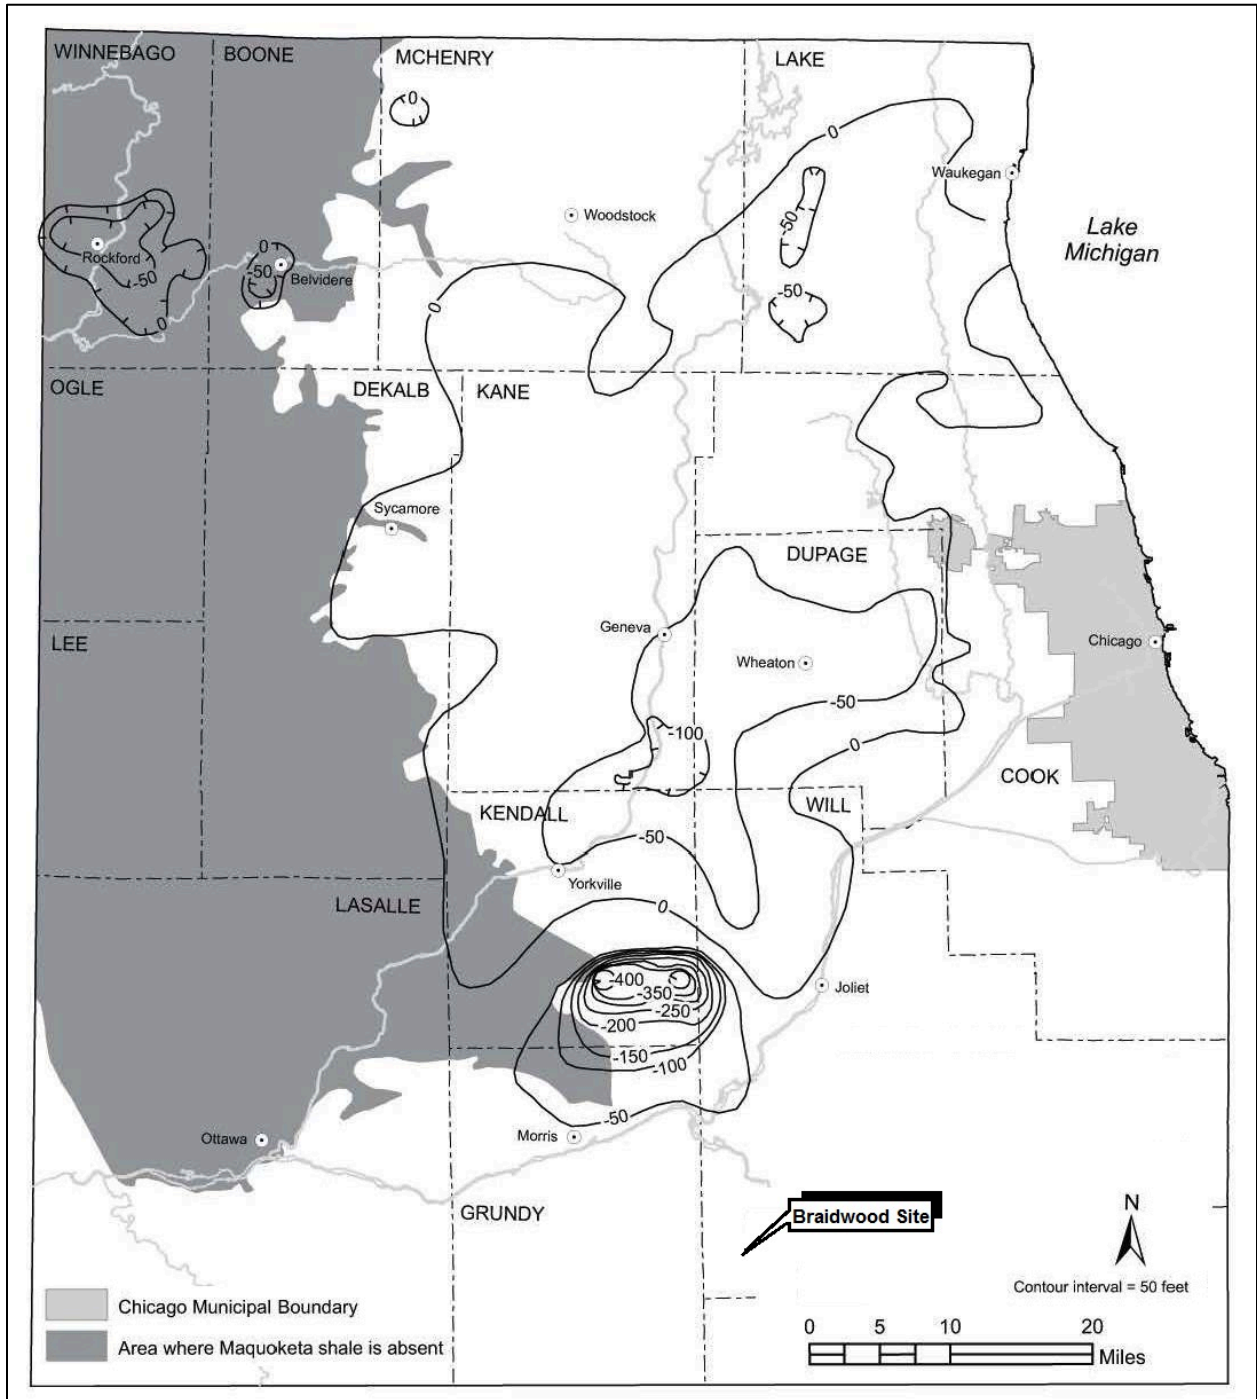 WINNEBAGO
BOONE
MCHENRY
LAKE
0
0
Waukegan
Woodstock
-50
Lake
Michigan
Rockford
-50
0
0
-50
Belvidere
0
-50
OGLE
DEKALB
KANE
Sycamore
DUPAGE
Geneva
Wheaton
Chicago
LEE
-50
-100
0
COOK
KENDALL
WILL
-50
Yorkville
LASALLE
0
-400
-350
-250
-200
-150
-100
Joliet
-50
Ottawa
Morris
GRUNDY
Braidwood Site
N
Contour interval = 50 feet
Chicago Municipal Boundary
Area where Maquoketa shale is absent
0 5 10 20
Miles